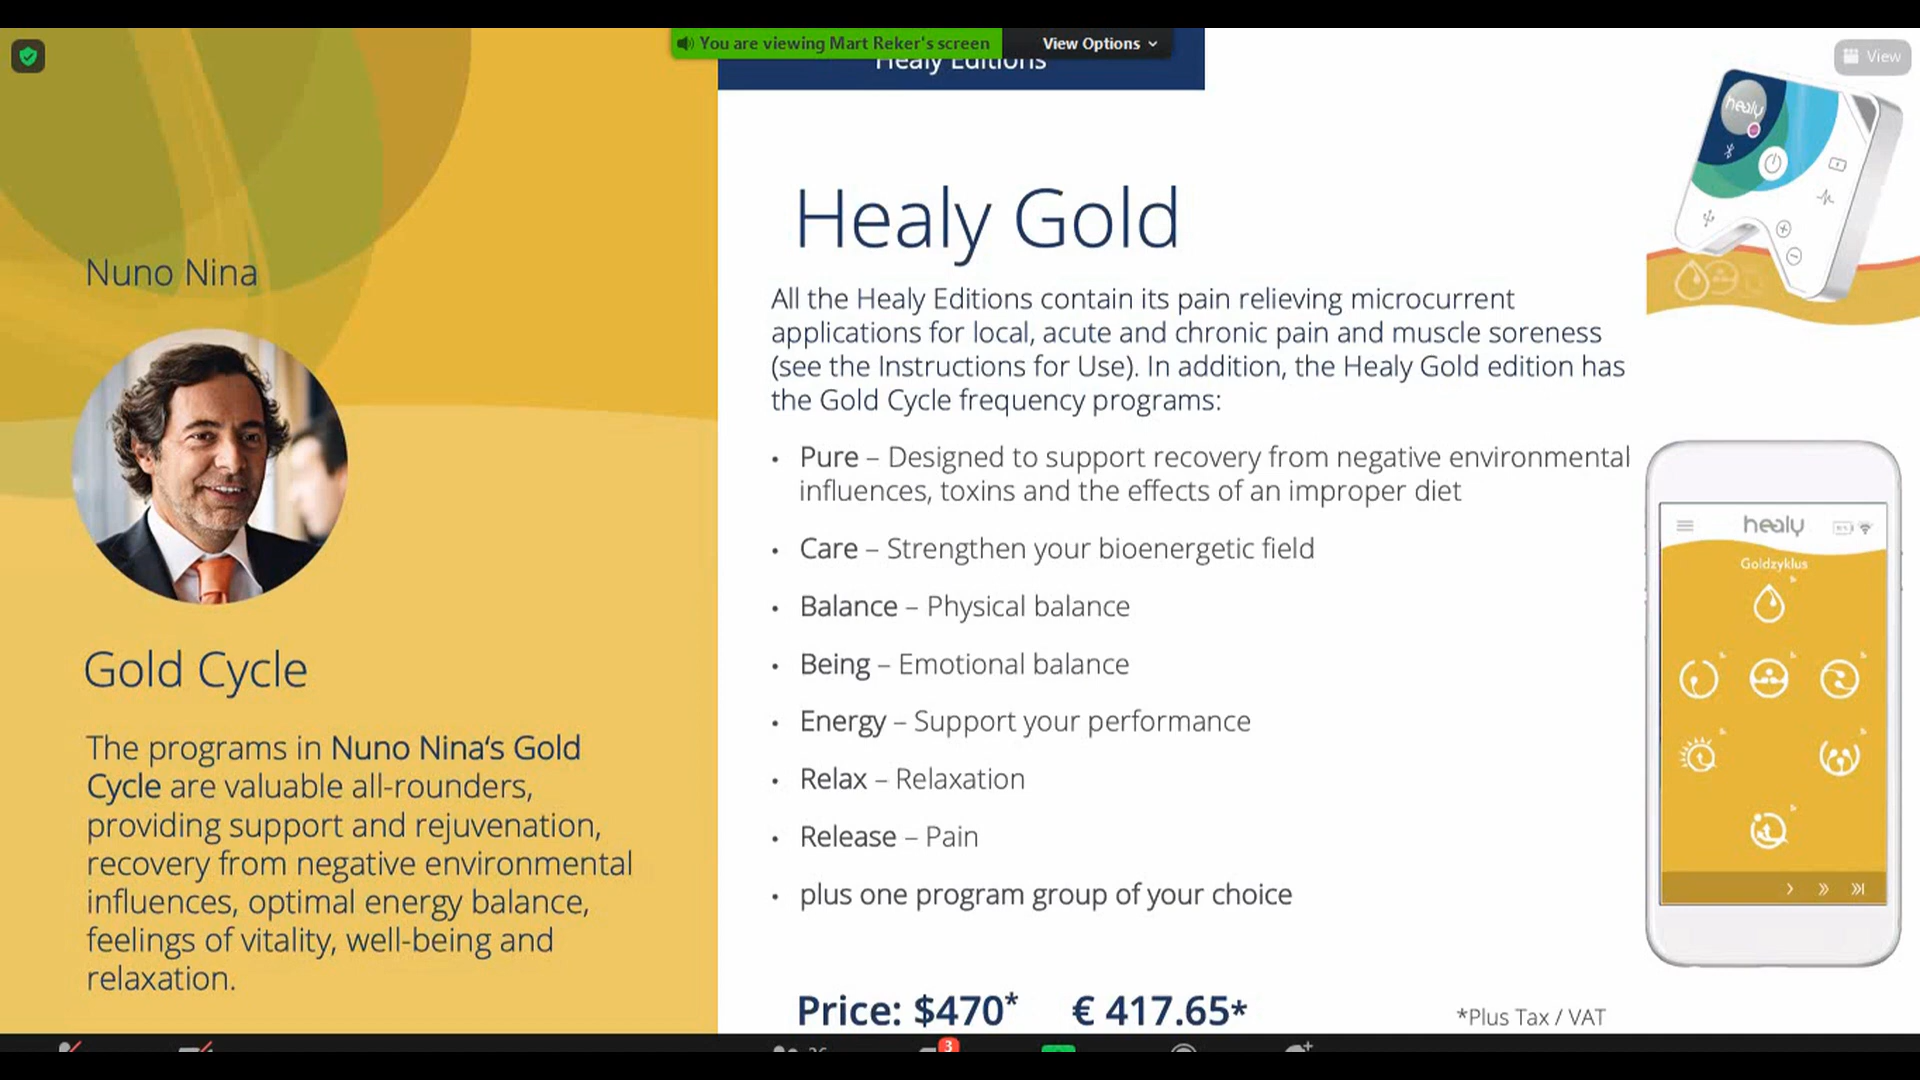 You are viewing Mart Reker's screen
View Options
View
Healy Editions
healy
Nuno Nina
Gold Cycle
The programs in Nuno Nina‘s Gold
Cycle are valuable all-rounders,
providing support and rejuvenation,
recovery from negative environmental
influences, optimal energy balance,
feelings of vitality, well-being and
relaxation.
Healy Gold
All the Healy Editions contain its pain relieving microcurrent
applications for local, acute and chronic pain and muscle soreness
(see the Instructions for Use). In addition, the Healy Gold edition has
the Gold Cycle frequency programs:
• Pure – Designed to support recovery from negative environmental
influences, toxins and the effects of an improper diet
• Care – Strengthen your bioenergetic field
• Balance – Physical balance
• Being – Emotional balance
• Energy – Support your performance
• Relax – Relaxation
• Release – Pain
• plus one program group of your choice
Price: $470* € 417.65*
*Plus Tax / VAT
healy
Goldzyklus
3